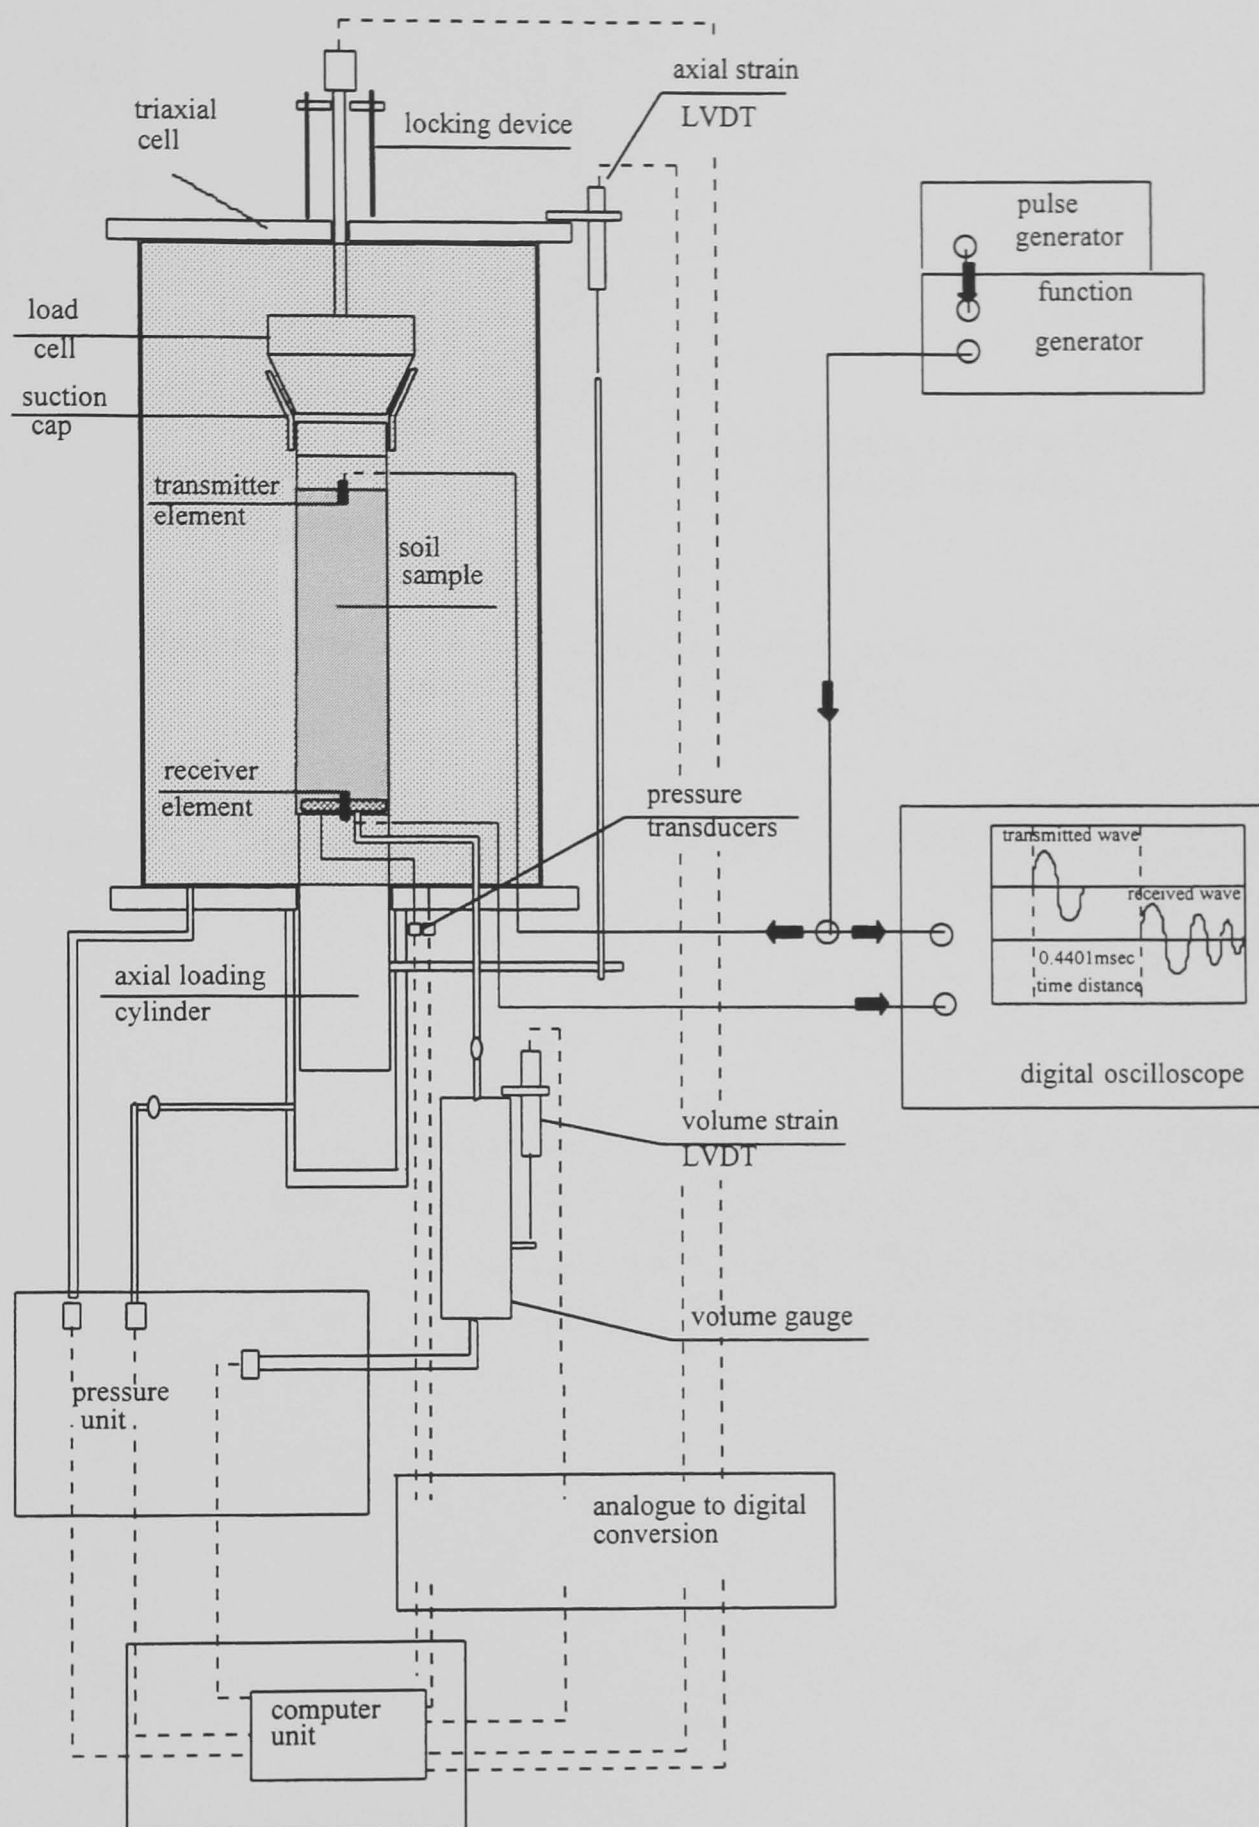 axial strain
LVDT
triaxial
cell
locking device
pulse
generator
function
generator
load
cell
suction
cap
transmitter
element
soil
sample
receiver
element
pressure
transducers
transmitted wave
received wave
0.4401msec
time distance
digital oscilloscope
axial loading
cylinder
volume strain
LVDT
volume gauge
pressure
unit
analogue to digital
conversion
computer
unit